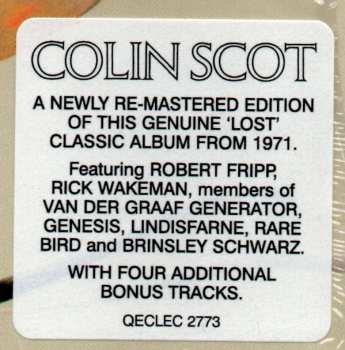 COLIN SCOT
A NEWLY RE-MASTERED EDITION
OF THIS GENUINE 'LOST'
CLASSIC ALBUM FROM 1971.
Featuring ROBERT FRIPP,
RICK WAKEMAN, members of
VAN DER GRAAF GENERATOR,
GENESIS, LINDISFARNE, RARE
BIRD and BRINSLEY SCHWARZ.
WITH FOUR ADDITIONAL
BONUS TRACKS.
QECLEC 2773